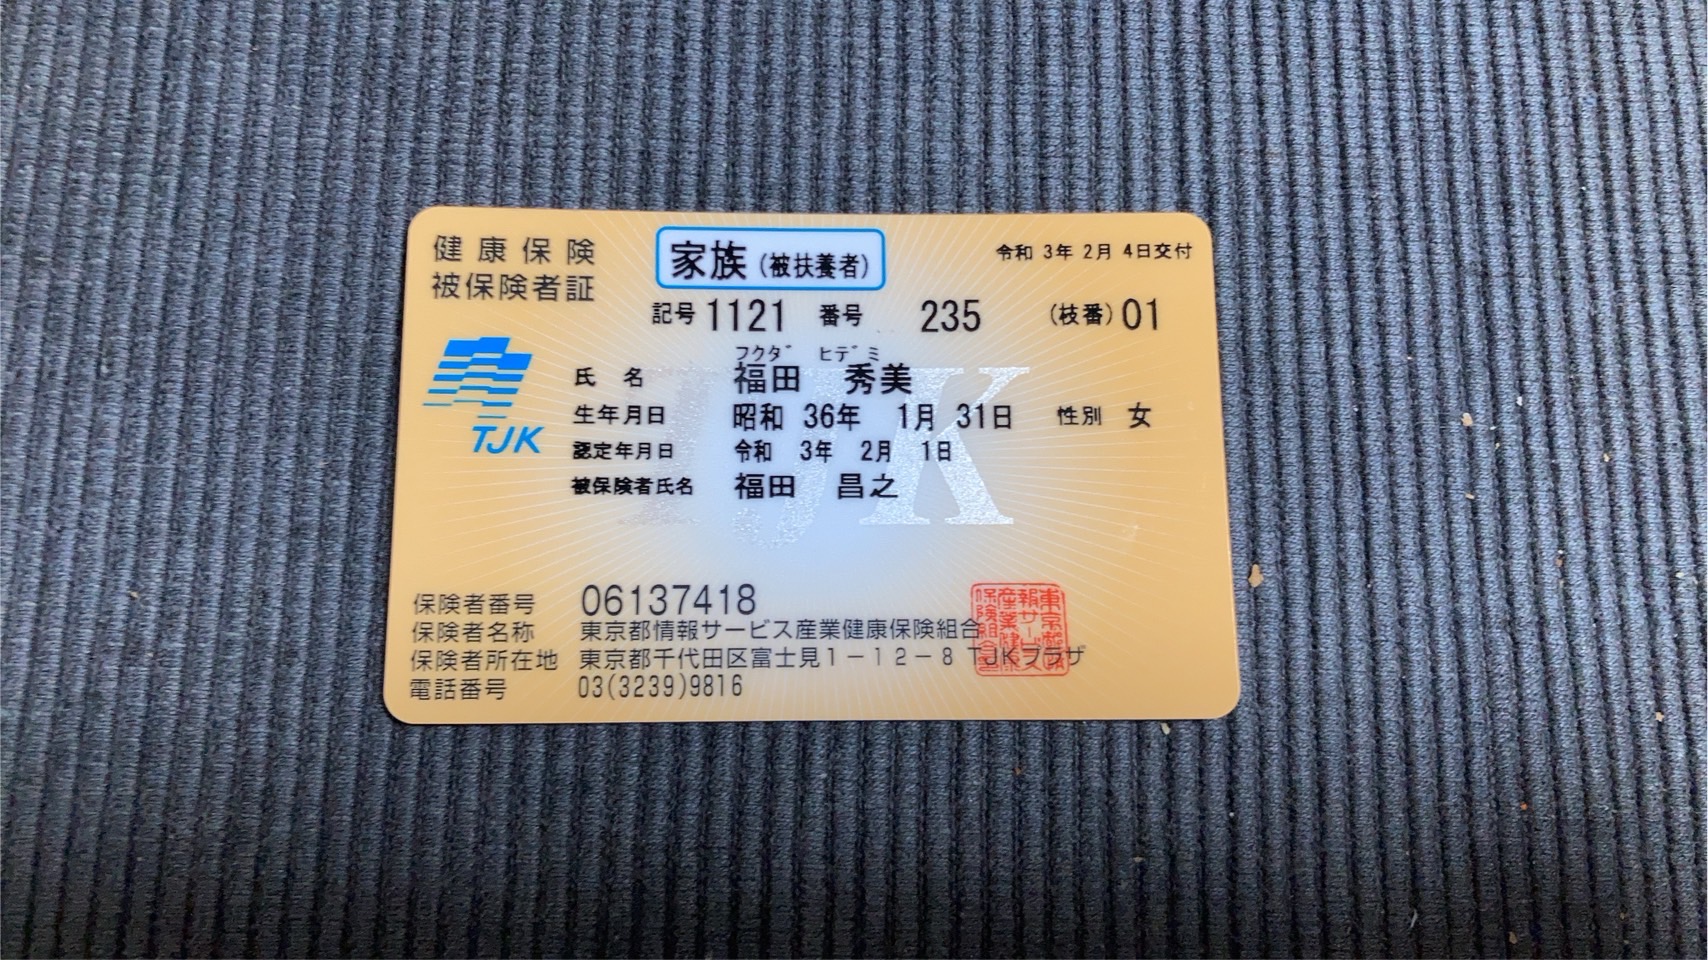 健康保険
被保険者証
家族(被扶養者)
令和 3年 2月 4日交付
記号 1121 番号 235 (枝番) 01
フクダ ヒデミ
氏名 福田 秀美
生年月日 昭和 36年 1月 31日 性別 女
認定年月日 令和 3年 2月 1日
被保険者氏名 福田 昌之
TJK
TJK
保険者番号 06137418
保険者名称 東京都情報サービス産業健康保険組合
保険者所在地 東京都千代田区富士見1-12-8 TJKプラザ
電話番号 03(3239)9816